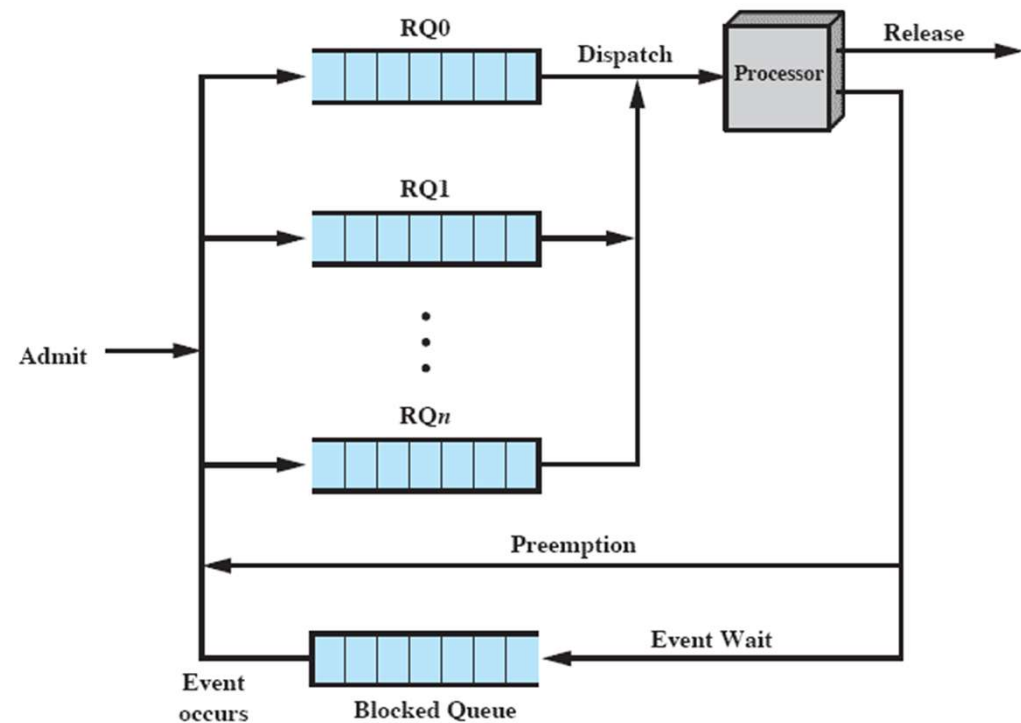 RQ0
Release
Dispatch
Processor
RQ1
Admit
RQn
Preemption
Event Wait
Event
occurs
Blocked Queue